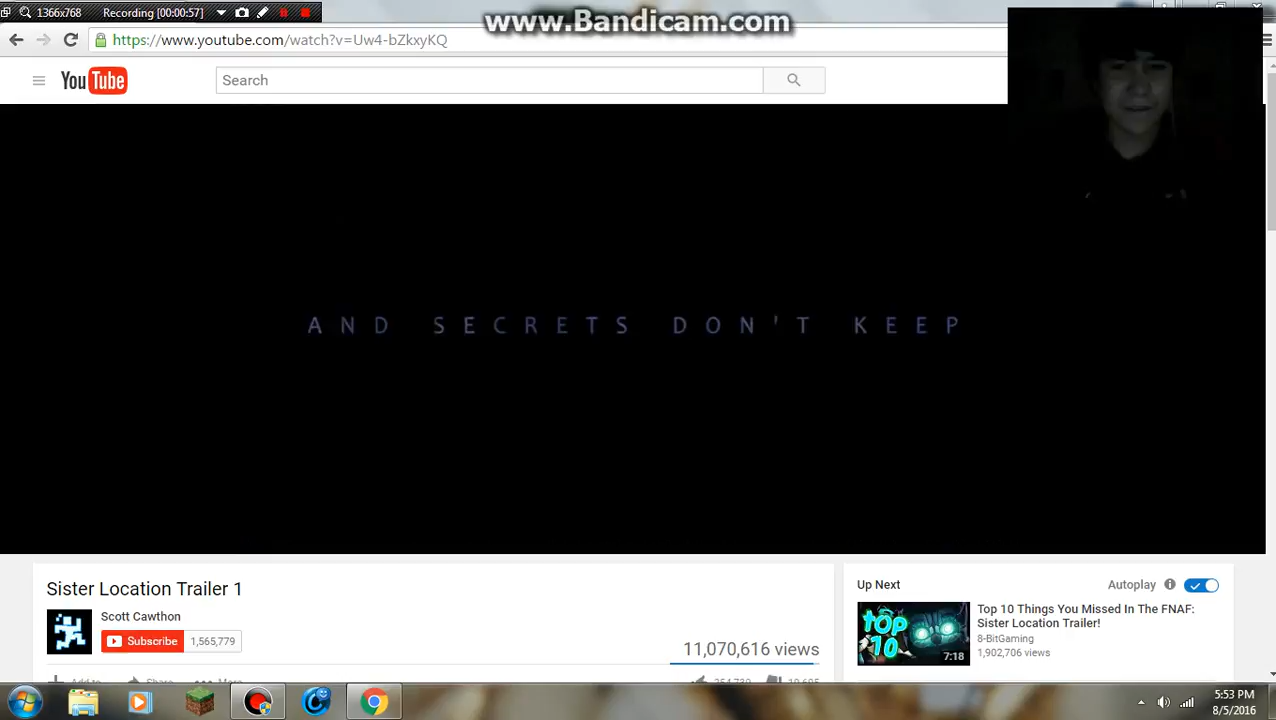 1366x768 Recording [00:00:57]
www.Bandicam.com
https://www.youtube.com/watch?v=Uw4-bZkxyKQ
YouTube
Search
AND SECRETS DON'T KEEP
Sister Location Trailer 1
Scott Cawthon
Subscribe 1,565,779
11,070,616 views
Up Next
Autoplay
TOP 10
7:18
Top 10 Things You Missed In The FNAF: Sister Location Trailer!
8-BitGaming
1,902,706 views
5:53 PM
8/5/2016